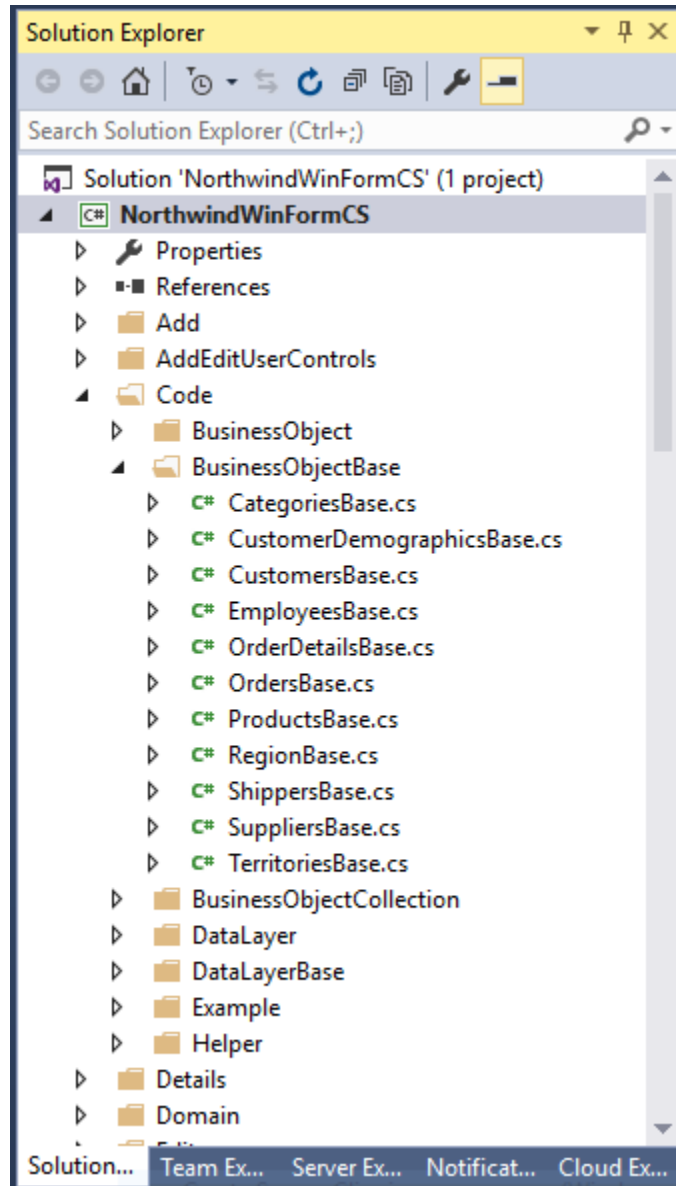 Solution Explorer
Search Solution Explorer (Ctrl+;)
Solution 'NorthwindWinFormCS' (1 project)
C# NorthwindWinFormCS
Properties
References
Add
AddEditUserControls
Code
BusinessObject
BusinessObjectBase
C# CategoriesBase.cs
C# CustomerDemographicsBase.cs
C# CustomersBase.cs
C# EmployeesBase.cs
C# OrderDetailsBase.cs
C# OrdersBase.cs
C# ProductsBase.cs
C# RegionBase.cs
C# ShippersBase.cs
C# SuppliersBase.cs
C# TerritoriesBase.cs
BusinessObjectCollection
DataLayer
DataLayerBase
Example
Helper
Details
Domain
Solution... Team Ex... Server Ex... Notificat... Cloud Ex...